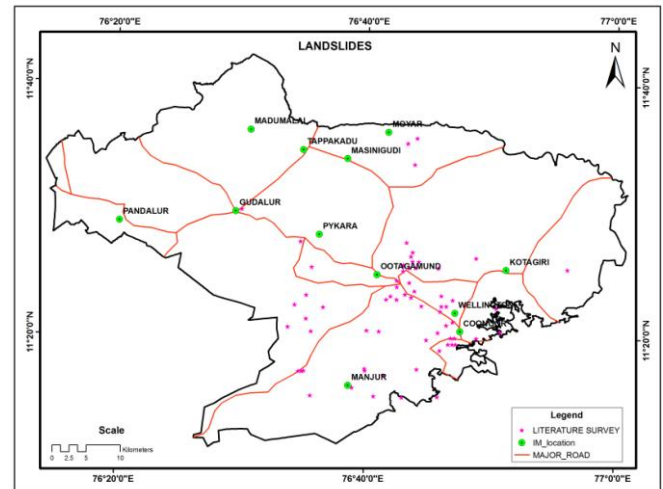 76°20'0"E 76°40'0"E 77°0'0"E
LANDSLIDES
N
11°40'0"N 11°40'0"N
MADUMALAI
MOYAR
TAPPAKADU
MASINIGUDI
GUDALUR
PANDALUR
PYKARA
OOTAGAMUND
KOTAGIRI
WELLINGTON
11°20'0"N 11°20'0"N
MANJUR
Scale
0 2.5 5 10
Kilometers
Legend
LITERATURE SURVEY
IM_location
MAJOR_ROAD
76°20'0"E 76°40'0"E 77°0'0"E